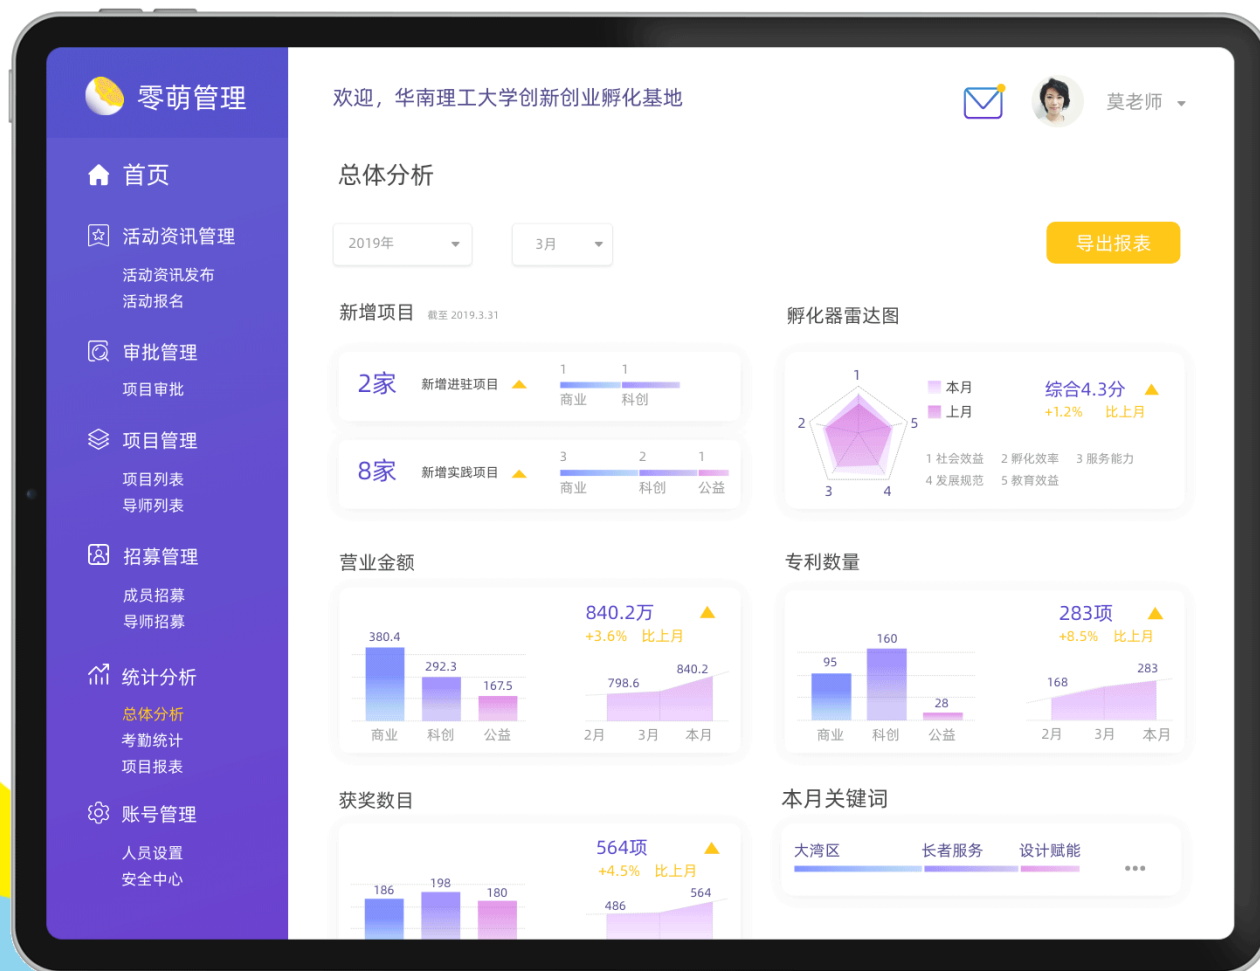 零萌管理
首页
活动资讯管理
活动资讯发布
活动报名
审批管理
项目审批
项目管理
项目列表
导师列表
招募管理
成员招募
导师招募
统计分析
总体分析
考勤统计
项目报表
账号管理
人员设置
安全中心
欢迎，华南理工大学创新创业孵化基地
莫老师
总体分析
2019年
3月
导出报表
新增项目 截至 2019.3.31
2家 新增进驻项目
1 1
商业 科创
8家 新增实践项目
3 2 1
商业 科创 公益
孵化器雷达图
1
2
3
4
5
本月
上月
综合4.3分
+1.2% 比上月
1 社会效益 2 孵化效率 3 服务能力
4 发展规范 5 教育效益
营业金额
380.4
292.3
167.5
商业 科创 公益
840.2万
+3.6% 比上月
798.6
840.2
2月 3月 本月
专利数量
95
160
28
商业 科创 公益
283项
+8.5% 比上月
168
283
2月 3月 本月
获奖数目
186
198
180
564项
+4.5% 比上月
486
564
本月关键词
大湾区 长者服务 设计赋能